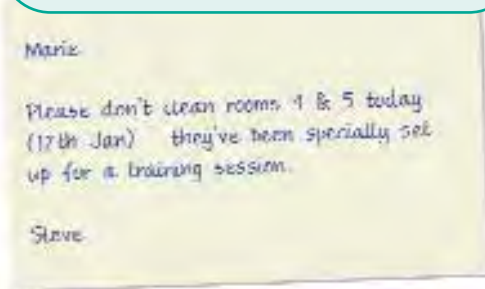 Marie
Please don't clean rooms 4 & 5 today
(17th Jan) they've been specially set
up for a training session.
Steve